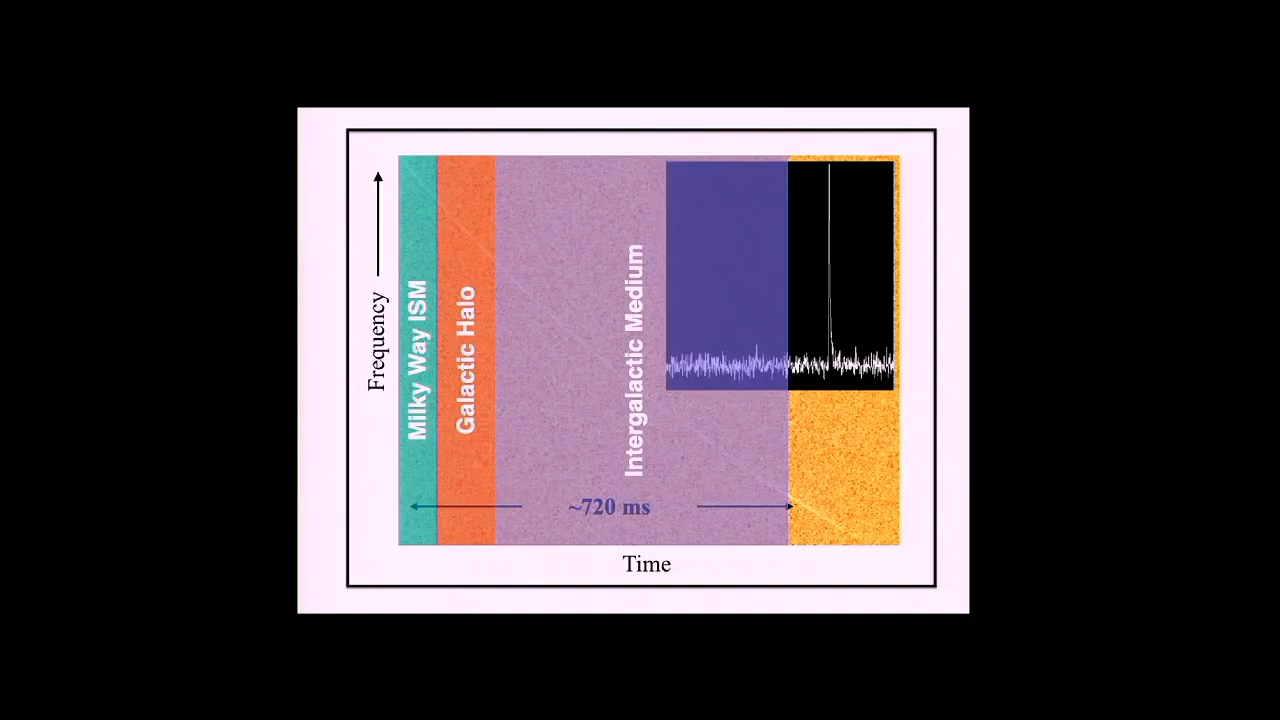 Frequency
Milky Way ISM
Galactic Halo
Intergalactic Medium
~720 ms
Time